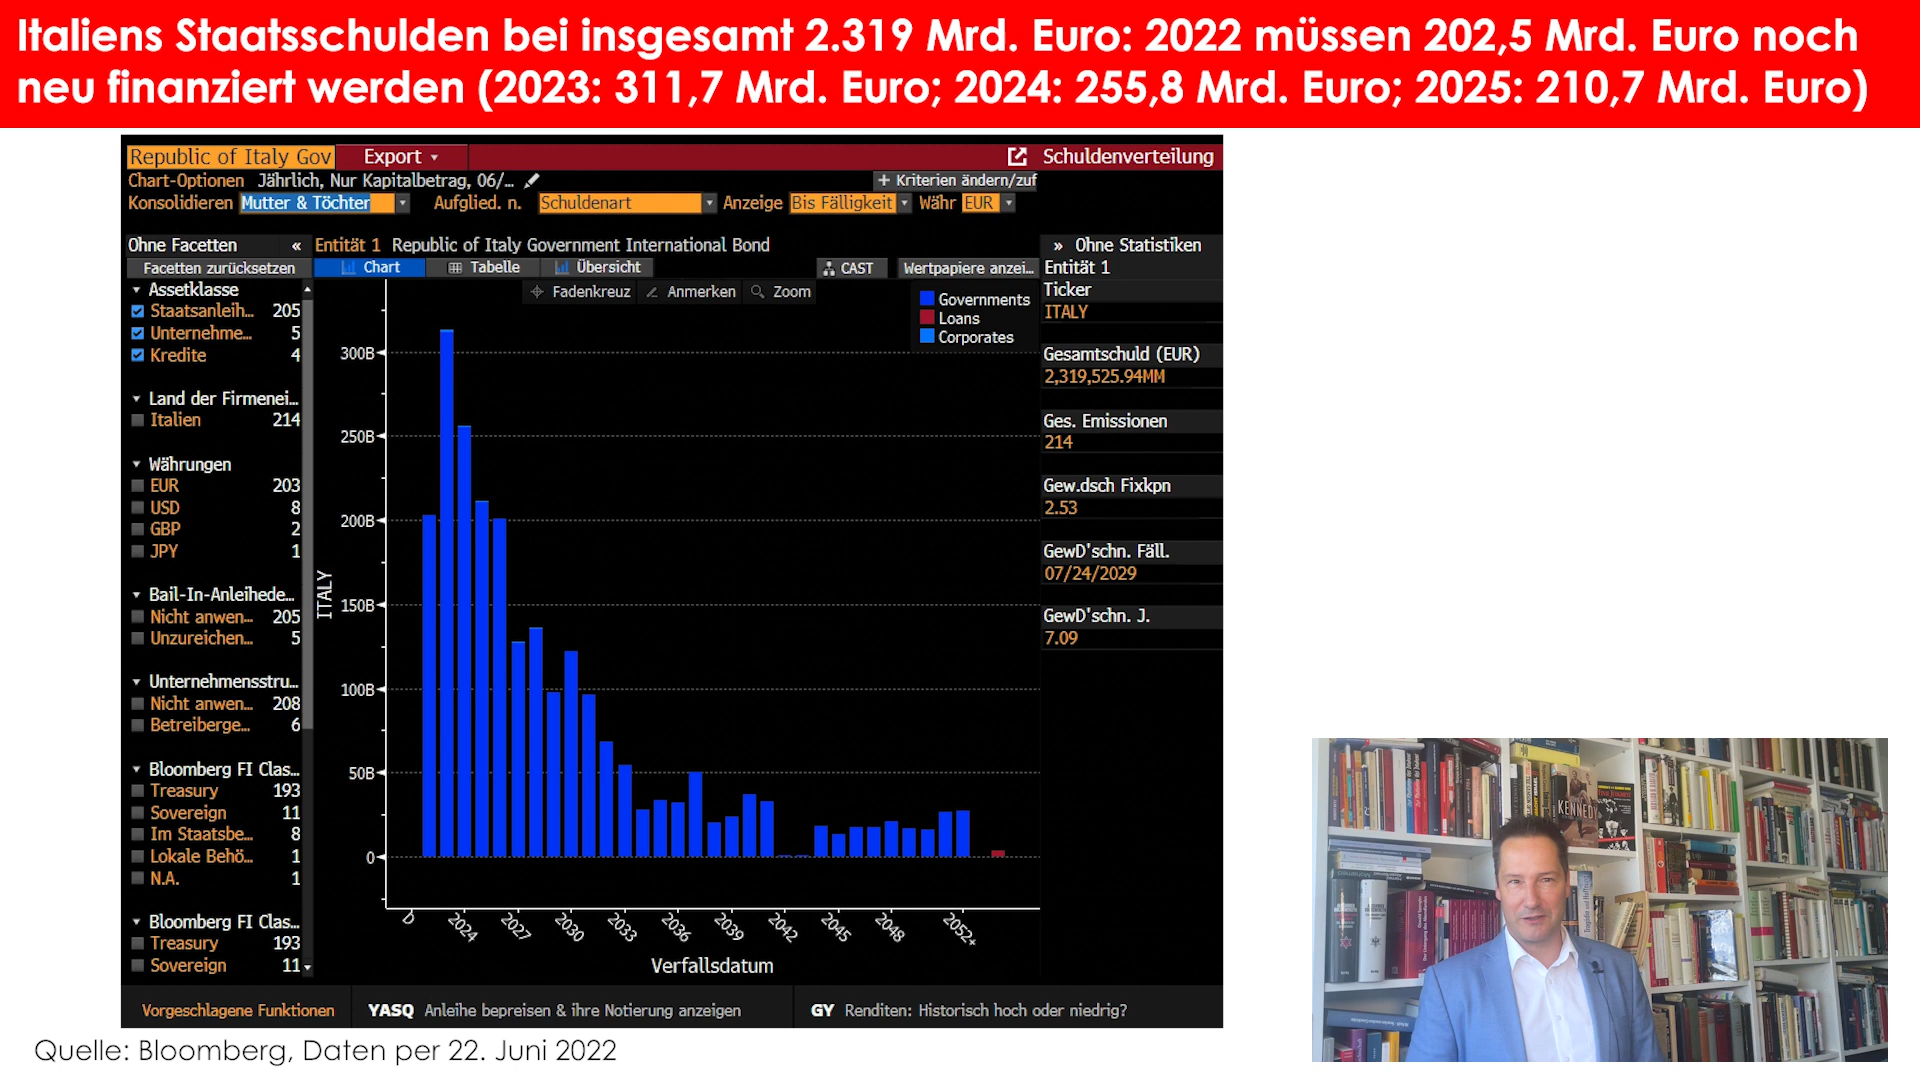 Italiens Staatsschulden bei insgesamt 2.319 Mrd. Euro: 2022 müssen 202,5 Mrd. Euro noch
neu finanziert werden (2023: 311,7 Mrd. Euro; 2024: 255,8 Mrd. Euro; 2025: 210,7 Mrd. Euro)
Republic of Italy Gov Export Schuldenverteilung
Chart-Optionen Jährlich, Nur Kapitalbetrag, 06/... + Kriterien ändern/zuf
Konsolidieren Mutter & Töchter Aufglied. n. Schuldenart Anzeige Bis Fälligkeit Währ EUR
Ohne Facetten « Entität 1 Republic of Italy Government International Bond » Ohne Statistiken
Facetten zurücksetzen Chart Tabelle Übersicht CAST Wertpapiere anzei...
Fadenkreuz Anmerken Zoom
Assetklasse
Staatsanleih... 205
Unternehme... 5
Kredite 4
Land der Firmenei...
Italien 214
Währungen
EUR 203
USD 8
GBP 2
JPY 1
Bail-In-Anleihede...
Nicht anwen... 205
Unzureichen... 5
Unternehmensstru...
Nicht anwen... 208
Betreiberge... 6
Bloomberg FI Clas...
Treasury 193
Sovereign 11
Im Staatsbe... 8
Lokale Behö... 1
N.A. 1
Bloomberg FI Clas...
Treasury 193
Sovereign 11
Governments
Loans
Corporates
300B
250B
200B
150B
100B
50B
0
ITALY
D 2024 2027 2030 2033 2036 2039 2042 2045 2048 2052+
Verfallsdatum
Entität 1
Ticker
ITALY
Gesamtschuld (EUR)
2,319,525.94MM
Ges. Emissionen
214
Gew.dsch Fixkpn
2.53
GewD'schn. Fäll.
07/24/2029
GewD'schn. J.
7.09
Vorgeschlagene Funktionen YASQ Anleihe bepreisen & ihre Notierung anzeigen GY Renditen: Historisch hoch oder niedrig?
Quelle: Bloomberg, Daten per 22. Juni 2022
KENNEDY